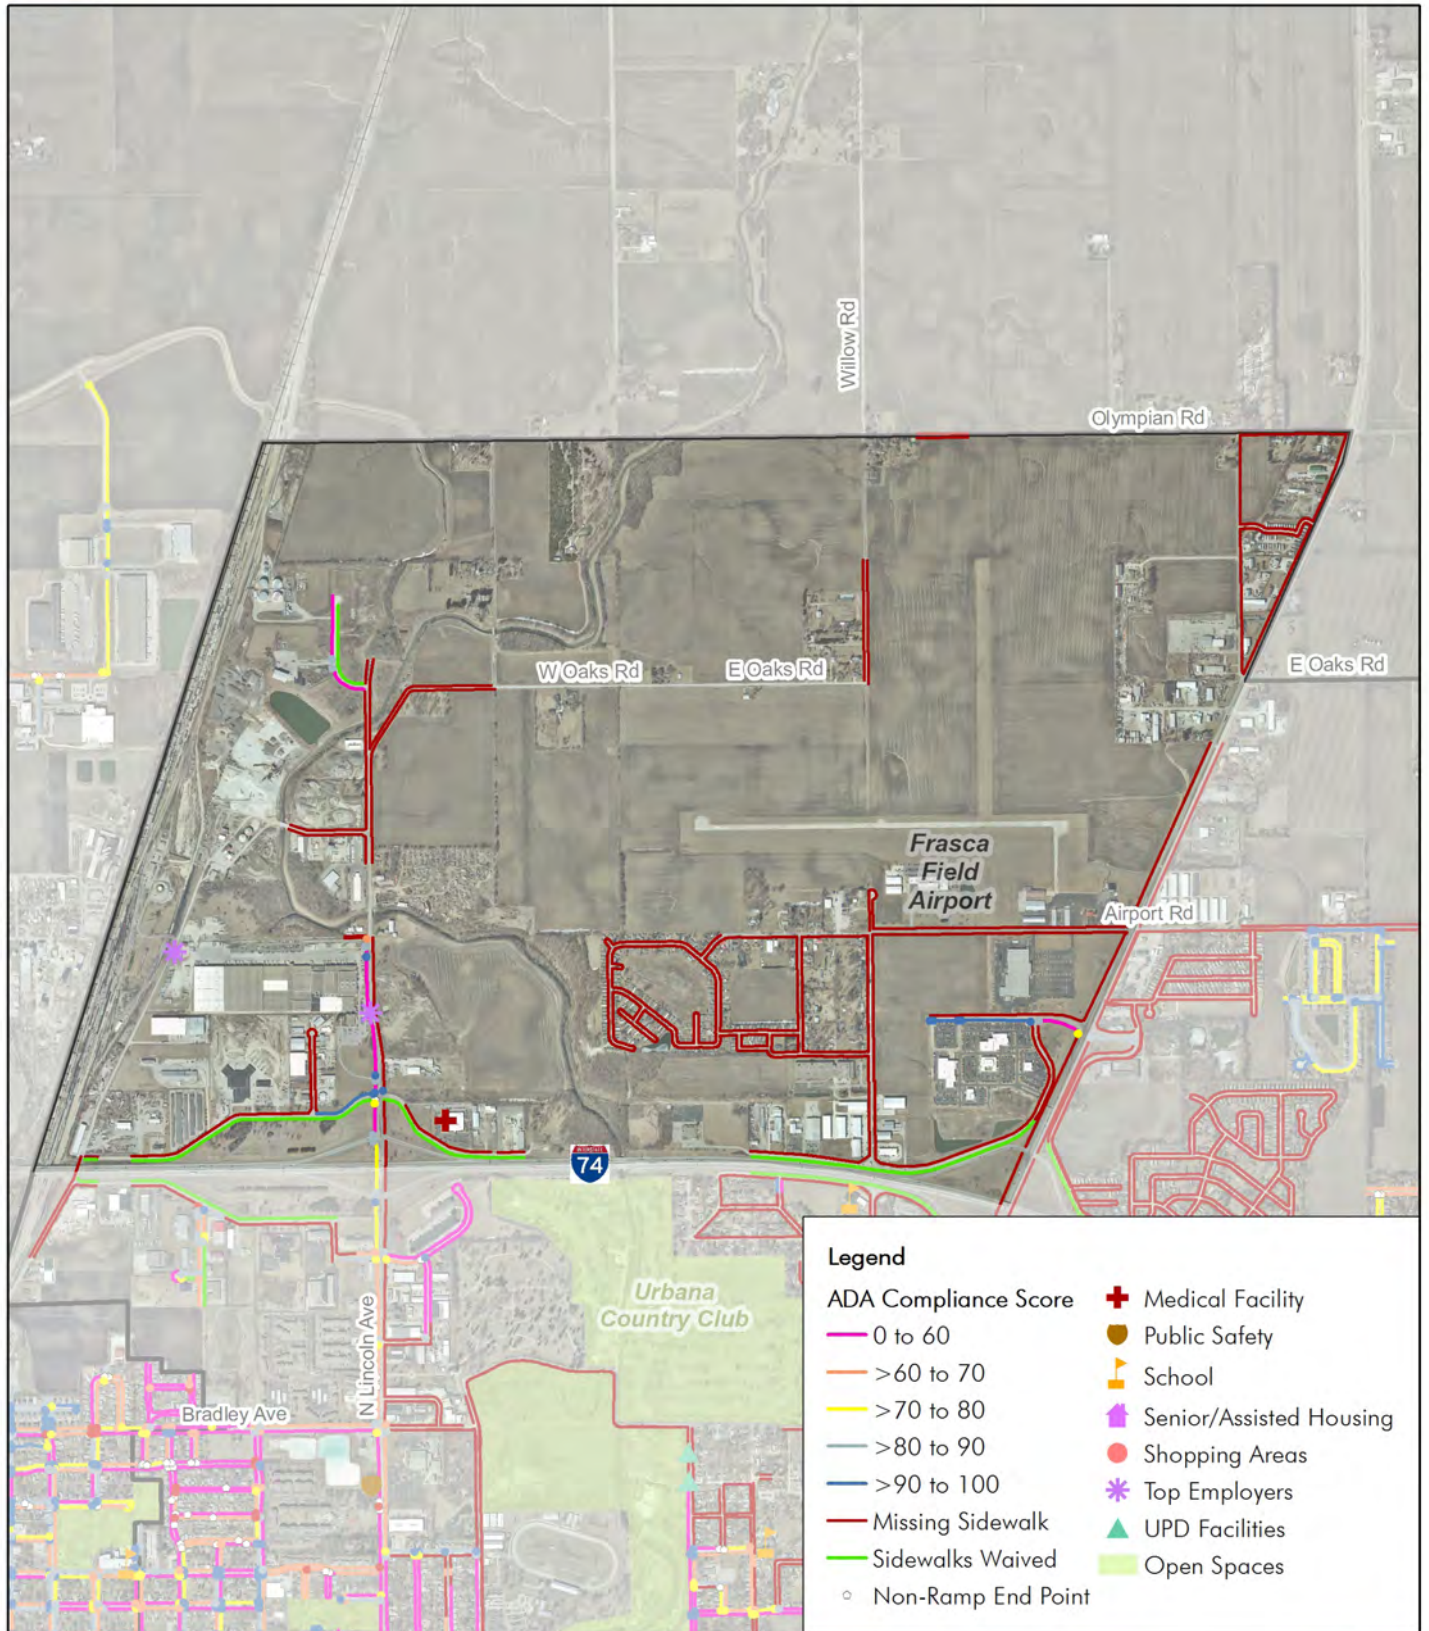 Willow Rd
Olympian Rd
W Oaks Rd
E Oaks Rd
E Oaks Rd
Frasca
Field
Airport
Airport Rd
INTERSTATE
74
Urbana
Country Club
N Lincoln Ave
Bradley Ave
Legend
ADA Compliance Score
0 to 60
>60 to 70
>70 to 80
>80 to 90
>90 to 100
Missing Sidewalk
Sidewalks Waived
Non-Ramp End Point
Medical Facility
Public Safety
School
Senior/Assisted Housing
Shopping Areas
Top Employers
UPD Facilities
Open Spaces